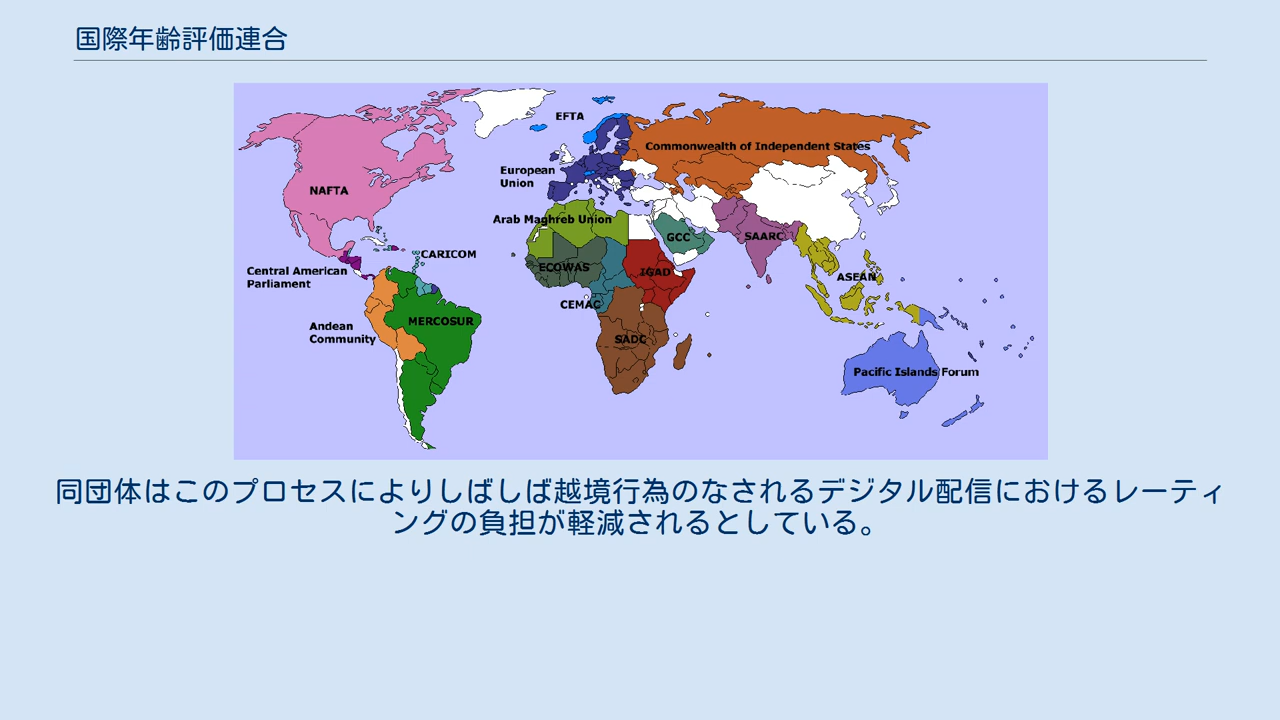 国際年齢評価連合
EFTA
Commonwealth of Independent States
European
Union
NAFTA
Arab Maghreb Union
GCC
SAARC
CARICOM
ECOWAS
IGAD
ASEAN
Central American
Parliament
CEMAC
MERCOSUR
Andean
Community
SADC
Pacific Islands Forum
同団体はこのプロセスによりしばしば越境行為のなされるデジタル配信におけるレーティ
ングの負担が軽減されるとしている。